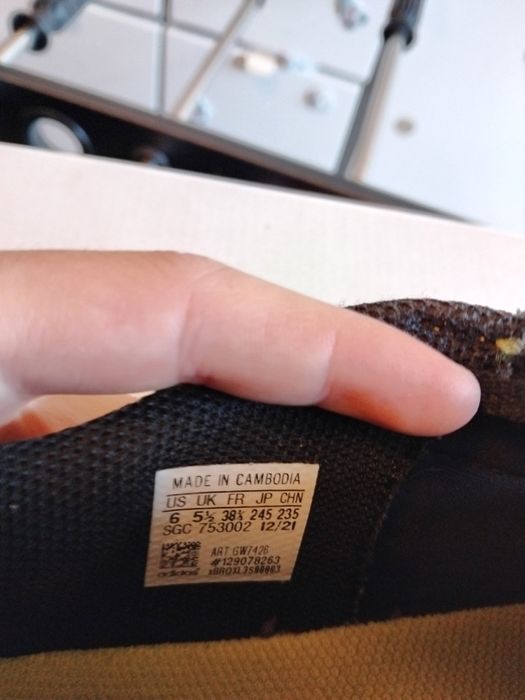 MADE IN CAMBODIA
US UK FR JP CHN
6 5½ 38⅔ 245 235
SGC 753002 12/21
ART GW7426
#129078263
adidas